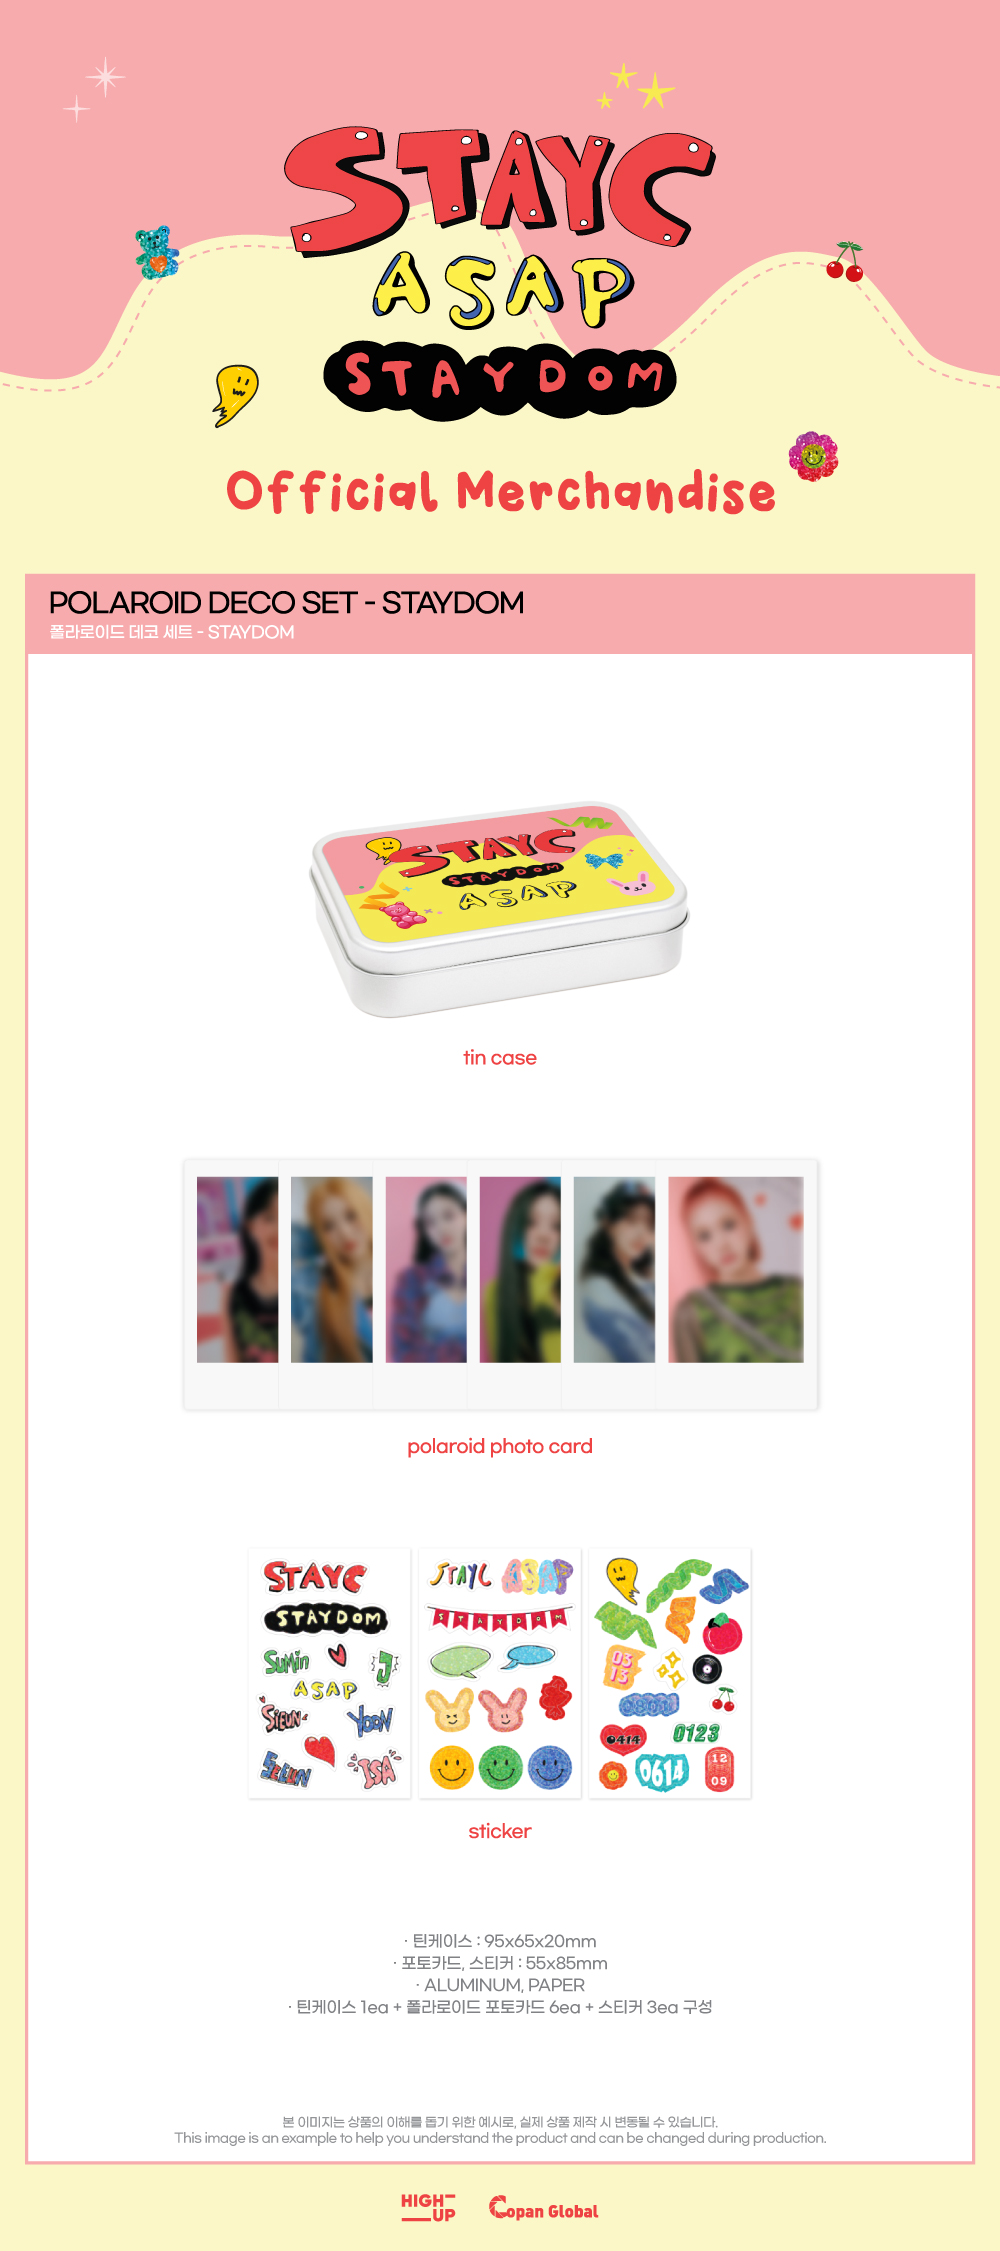 STAYC
ASAP
STAYDOM
Official Merchandise
POLAROID DECO SET - STAYDOM
폴라로이드 데코 세트 - STAYDOM
STAYC
STAYDOM
ASAP
tin case
polaroid photo card
STAYC
STAYDOM
SUMIN
J
ASAP
SIEUN
YOON
SEEUN
ISA
STAYC ASAP
STAYDOM
03
13
0801
0414
0123
0614
12
09
sticker
· 틴케이스 : 95x65x20mm
· 포토카드, 스티커 : 55x85mm
· ALUMINUM, PAPER
· 틴케이스 1ea + 폴라로이드 포토카드 6ea + 스티커 3ea 구성
본 이미지는 상품의 이해를 돕기 위한 예시로, 실제 상품 제작 시 변동될 수 있습니다.
This image is an example to help you understand the product and can be changed during production.
HIGH
UP
Copan Global